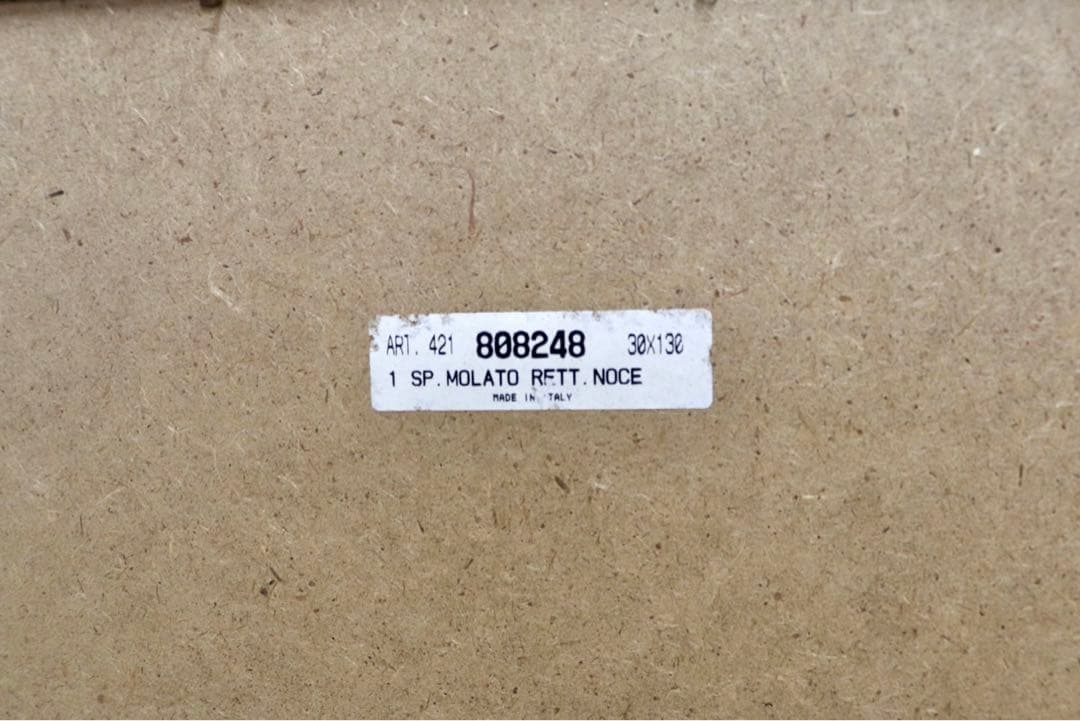 ART. 421 808248 30X130
1 SP.MOLATO RETT.NOCE
MADE IN ITALY